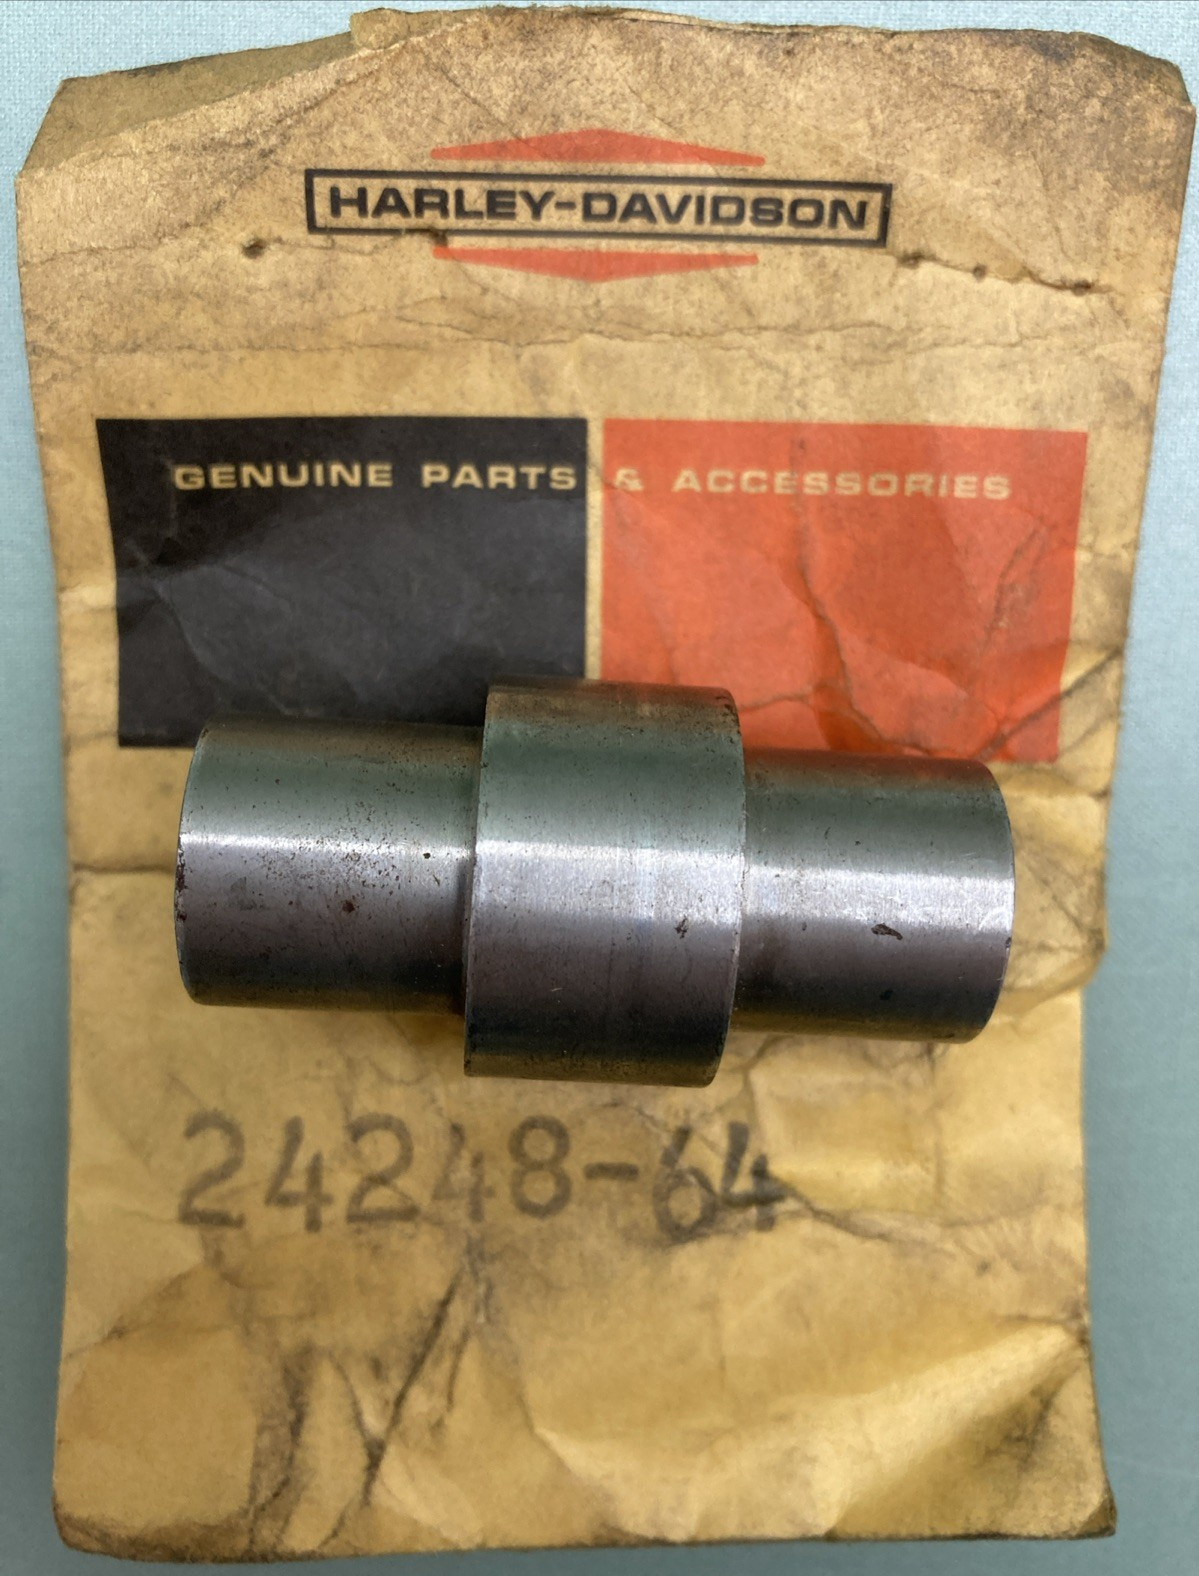 HARLEY-DAVIDSON
GENUINE PARTS & ACCESSORIES
24248-64